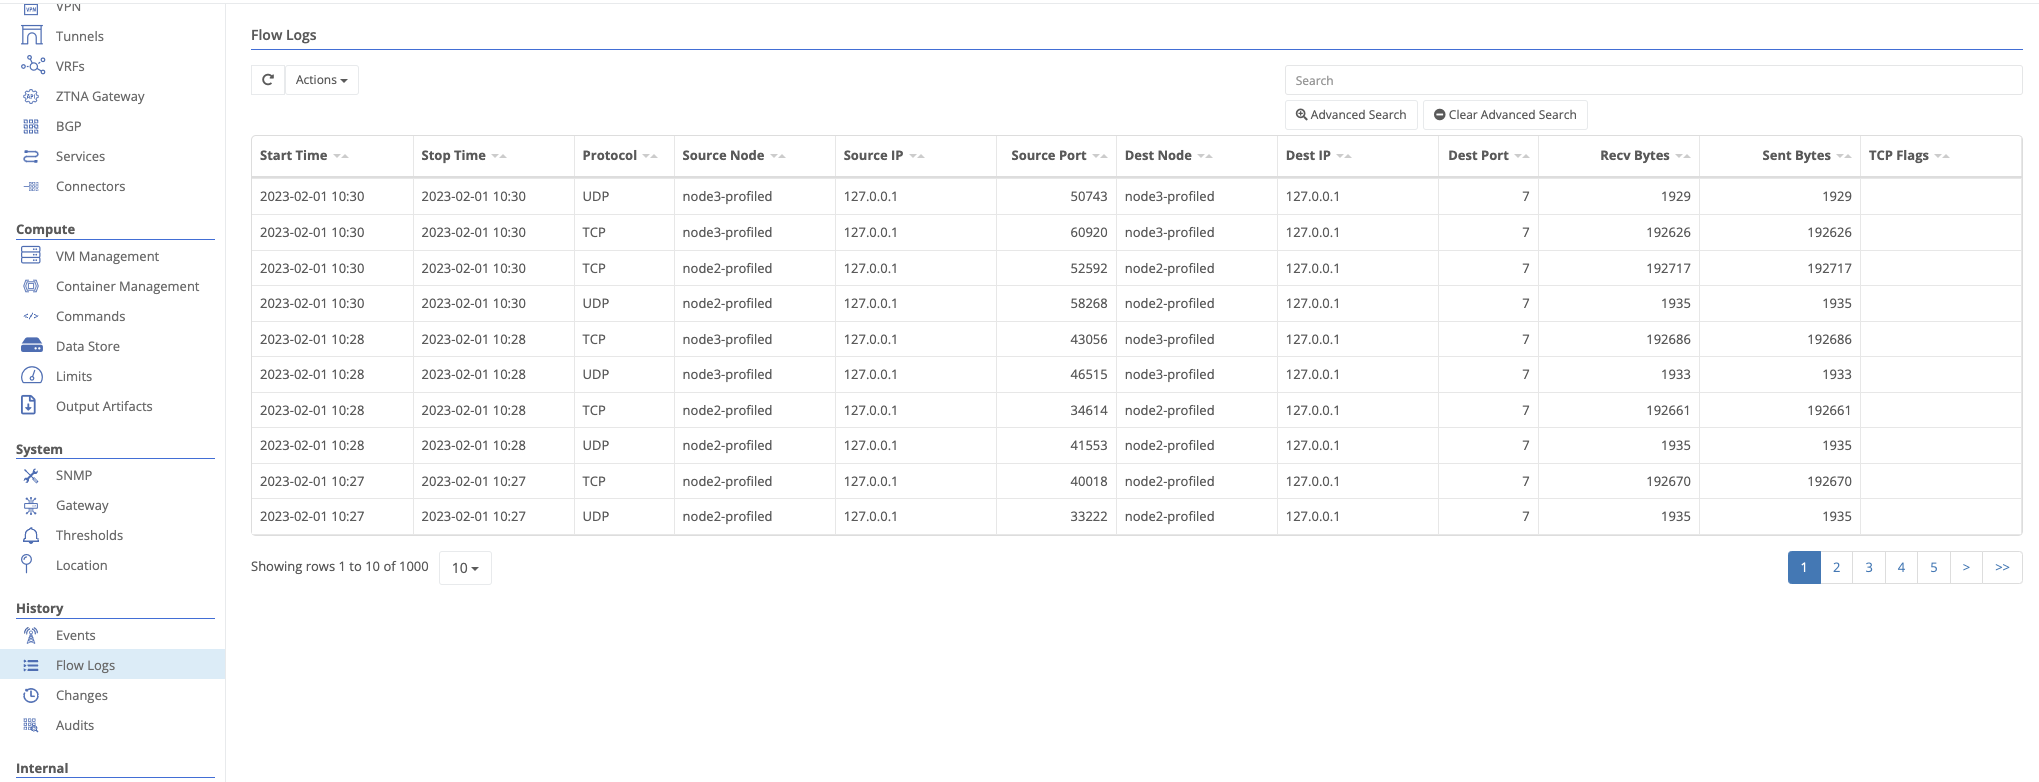 VPN
Tunnels
VRFs
ZTNA Gateway
BGP
Services
Connectors
Compute
VM Management
Container Management
Commands
Data Store
Limits
Output Artifacts
System
SNMP
Gateway
Thresholds
Location
History
Events
Flow Logs
Changes
Audits
Internal
Flow Logs
Actions
Search
Advanced Search Clear Advanced Search
Start Time Stop Time Protocol Source Node Source IP Source Port Dest Node Dest IP Dest Port Recv Bytes Sent Bytes TCP Flags
2023-02-01 10:30 2023-02-01 10:30 UDP node3-profiled 127.0.0.1 50743 node3-profiled 127.0.0.1 7 1929 1929
2023-02-01 10:30 2023-02-01 10:30 TCP node3-profiled 127.0.0.1 60920 node3-profiled 127.0.0.1 7 192626 192626
2023-02-01 10:30 2023-02-01 10:30 TCP node2-profiled 127.0.0.1 52592 node2-profiled 127.0.0.1 7 192717 192717
2023-02-01 10:30 2023-02-01 10:30 UDP node2-profiled 127.0.0.1 58268 node2-profiled 127.0.0.1 7 1935 1935
2023-02-01 10:28 2023-02-01 10:28 TCP node3-profiled 127.0.0.1 43056 node3-profiled 127.0.0.1 7 192686 192686
2023-02-01 10:28 2023-02-01 10:28 UDP node3-profiled 127.0.0.1 46515 node3-profiled 127.0.0.1 7 1933 1933
2023-02-01 10:28 2023-02-01 10:28 TCP node2-profiled 127.0.0.1 34614 node2-profiled 127.0.0.1 7 192661 192661
2023-02-01 10:28 2023-02-01 10:28 UDP node2-profiled 127.0.0.1 41553 node2-profiled 127.0.0.1 7 1935 1935
2023-02-01 10:27 2023-02-01 10:27 TCP node2-profiled 127.0.0.1 40018 node2-profiled 127.0.0.1 7 192670 192670
2023-02-01 10:27 2023-02-01 10:27 UDP node2-profiled 127.0.0.1 33222 node2-profiled 127.0.0.1 7 1935 1935
Showing rows 1 to 10 of 1000 10 1 2 3 4 5 > >>